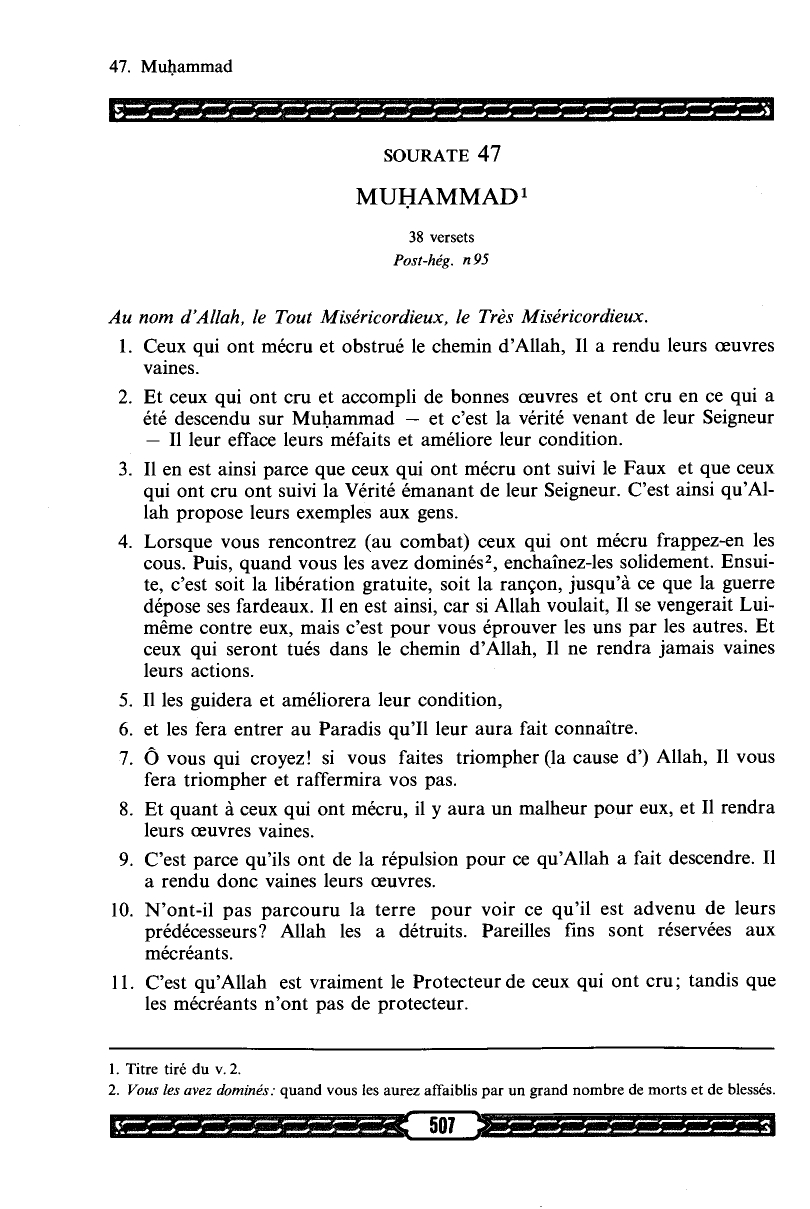 47. Muḥammad
SOURATE 47
MUḤAMMAD¹
38 versets
Post-hég. n 95
Au nom d'Allah, le Tout Miséricordieux, le Très Miséricordieux.
1. Ceux qui ont mécru et obstrué le chemin d'Allah, Il a rendu leurs œuvres
vaines.
2. Et ceux qui ont cru et accompli de bonnes œuvres et ont cru en ce qui a
été descendu sur Muḥammad — et c'est la vérité venant de leur Seigneur
— Il leur efface leurs méfaits et améliore leur condition.
3. Il en est ainsi parce que ceux qui ont mécru ont suivi le Faux et que ceux
qui ont cru ont suivi la Vérité émanant de leur Seigneur. C'est ainsi qu'Al-
lah propose leurs exemples aux gens.
4. Lorsque vous rencontrez (au combat) ceux qui ont mécru frappez-en les
cous. Puis, quand vous les avez dominés², enchaînez-les solidement. Ensui-
te, c'est soit la libération gratuite, soit la rançon, jusqu'à ce que la guerre
dépose ses fardeaux. Il en est ainsi, car si Allah voulait, Il se vengerait Lui-
même contre eux, mais c'est pour vous éprouver les uns par les autres. Et
ceux qui seront tués dans le chemin d'Allah, Il ne rendra jamais vaines
leurs actions.
5. Il les guidera et améliorera leur condition,
6. et les fera entrer au Paradis qu'Il leur aura fait connaître.
7. Ô vous qui croyez! si vous faites triompher (la cause d') Allah, Il vous
fera triompher et raffermira vos pas.
8. Et quant à ceux qui ont mécru, il y aura un malheur pour eux, et Il rendra
leurs œuvres vaines.
9. C'est parce qu'ils ont de la répulsion pour ce qu'Allah a fait descendre. Il
a rendu donc vaines leurs œuvres.
10. N'ont-il pas parcouru la terre pour voir ce qu'il est advenu de leurs
prédécesseurs? Allah les a détruits. Pareilles fins sont réservées aux
mécréants.
11. C'est qu'Allah est vraiment le Protecteur de ceux qui ont cru; tandis que
les mécréants n'ont pas de protecteur.
1. Titre tiré du v. 2.
2. Vous les avez dominés: quand vous les aurez affaiblis par un grand nombre de morts et de blessés.
507